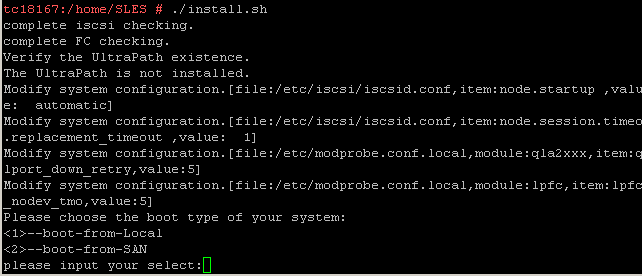 tc18167:/home/SLES # ./install.sh
complete iscsi checking.
complete FC checking.
Verify the UltraPath existence.
The UltraPath is not installed.
Modify system configuration.[file:/etc/iscsi/iscsid.conf,item:node.startup ,valu
e:  automatic]
Modify system configuration.[file:/etc/iscsi/iscsid.conf,item:node.session.timeo
.replacement_timeout ,value:  1]
Modify system configuration.[file:/etc/modprobe.conf.local,module:qla2xxx,item:q
lport_down_retry,value:5]
Modify system configuration.[file:/etc/modprobe.conf.local,module:lpfc,item:lpfc
_nodev_tmo,value:5]
Please choose the boot type of your system:
<1>--boot-from-Local
<2>--boot-from-SAN
please input your select: